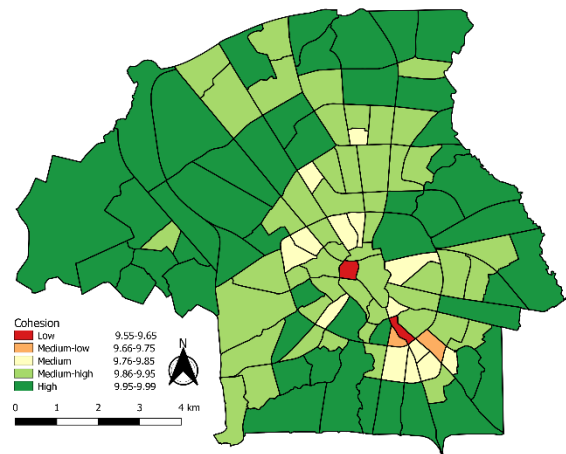 Cohesion
Low 9.55-9.65
Medium-low 9.66-9.75
Medium 9.76-9.85
Medium-high 9.86-9.95
High 9.95-9.99
N
0 1 2 3 4 km